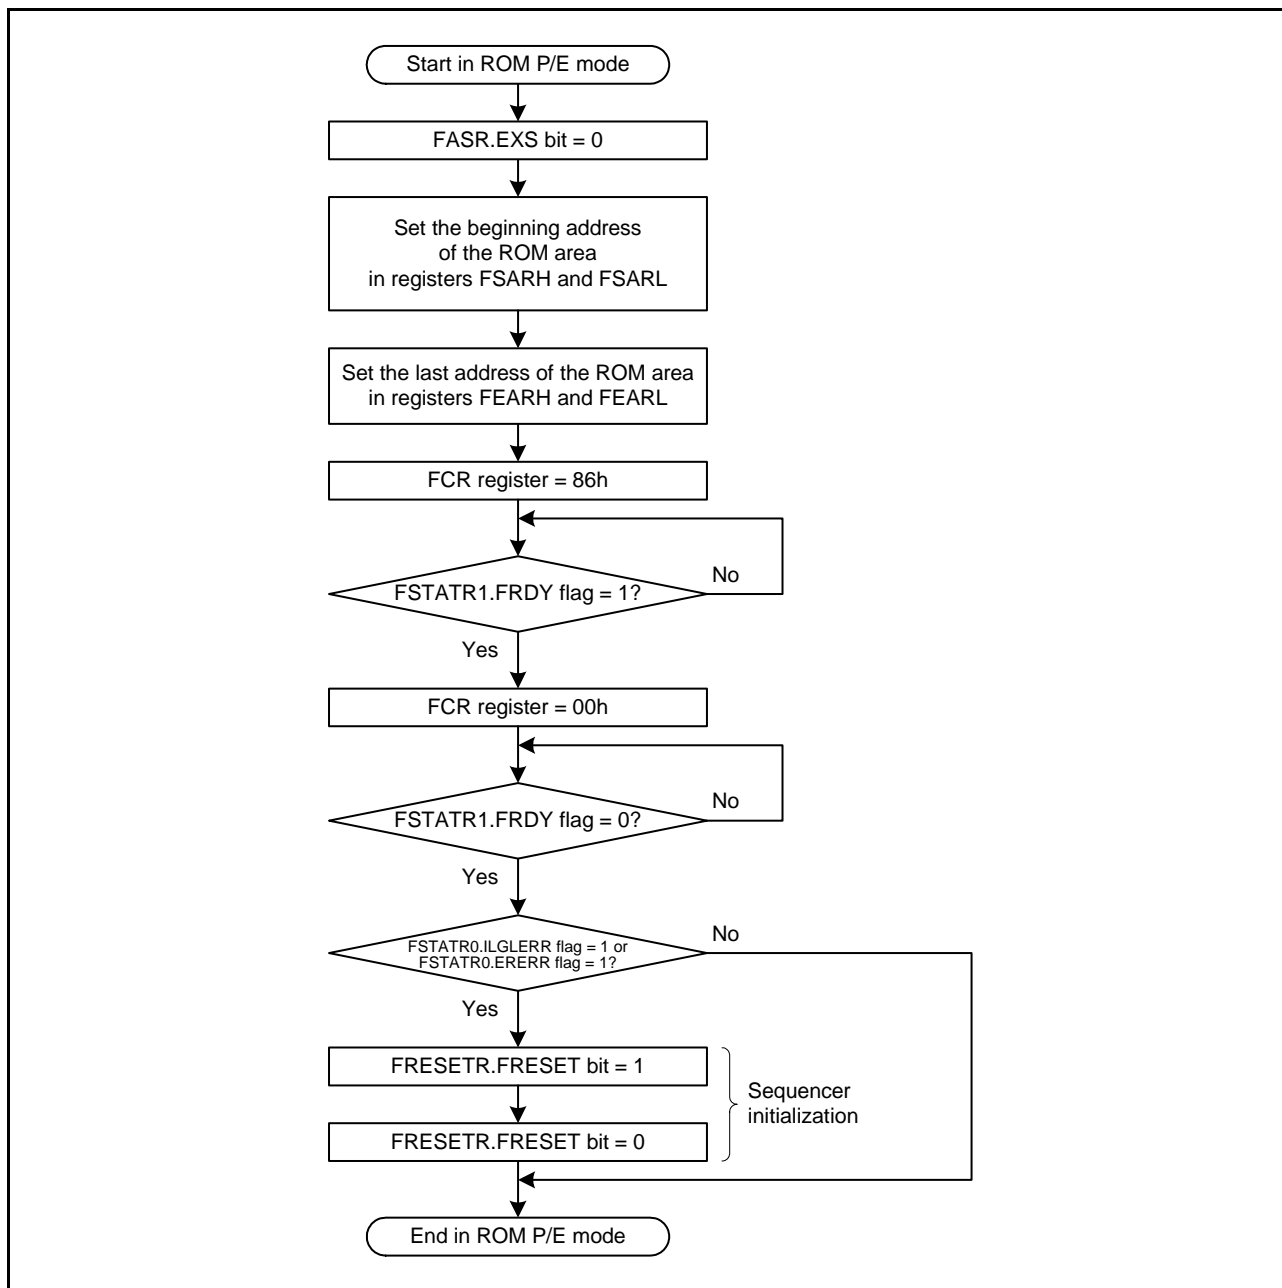 Start in ROM P/E mode
FASR.EXS bit = 0
Set the beginning address
of the ROM area
in registers FSARH and FSARL
Set the last address of the ROM area
in registers FEARH and FEARL
FCR register = 86h
FSTATR1.FRDY flag = 1?
No
Yes
FCR register = 00h
FSTATR1.FRDY flag = 0?
No
Yes
FSTATR0.ILGLERR flag = 1 or
FSTATR0.ERERR flag = 1?
No
Yes
FRESETR.FRESET bit = 1
FRESETR.FRESET bit = 0
Sequencer
initialization
End in ROM P/E mode